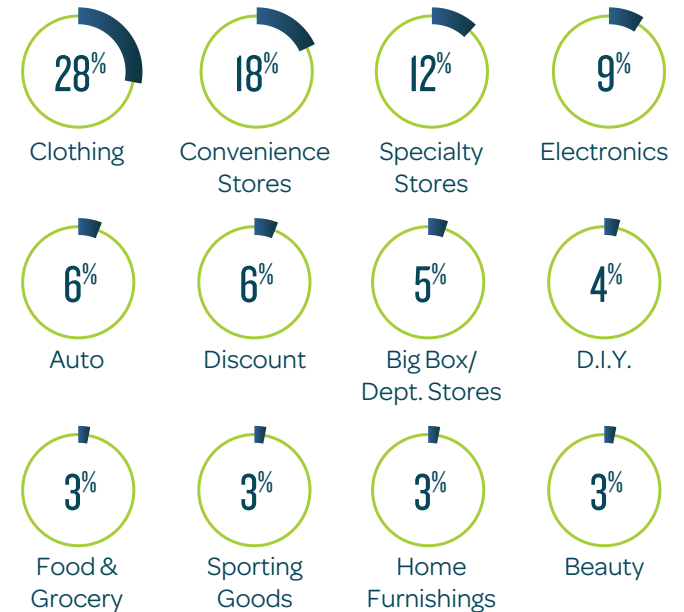 28%
Clothing
18%
Convenience
Stores
12%
Specialty
Stores
9%
Electronics
6%
Auto
6%
Discount
5%
Big Box/
Dept. Stores
4%
D.I.Y.
3%
Food &
Grocery
3%
Sporting
Goods
3%
Home
Furnishings
3%
Beauty